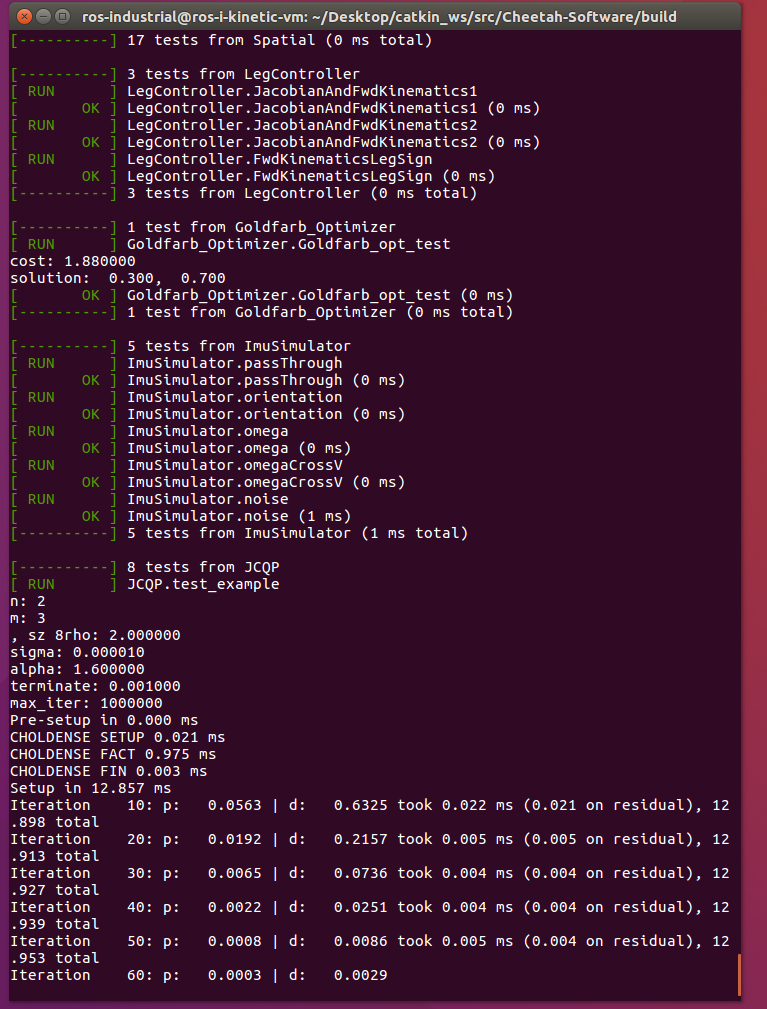 ros-industrial@ros-i-kinetic-vm: ~/Desktop/catkin_ws/src/Cheetah-Software/build
[----------] 17 tests from Spatial (0 ms total)
[----------] 3 tests from LegController
[ RUN      ] LegController.JacobianAndFwdKinematics1
[       OK ] LegController.JacobianAndFwdKinematics1 (0 ms)
[ RUN      ] LegController.JacobianAndFwdKinematics2
[       OK ] LegController.JacobianAndFwdKinematics2 (0 ms)
[ RUN      ] LegController.FwdKinematicsLegSign
[       OK ] LegController.FwdKinematicsLegSign (0 ms)
[----------] 3 tests from LegController (0 ms total)
[----------] 1 test from Goldfarb_Optimizer
[ RUN      ] Goldfarb_Optimizer.Goldfarb_opt_test
cost: 1.880000
solution:  0.300,  0.700
[       OK ] Goldfarb_Optimizer.Goldfarb_opt_test (0 ms)
[----------] 1 test from Goldfarb_Optimizer (0 ms total)
[----------] 5 tests from ImuSimulator
[ RUN      ] ImuSimulator.passThrough
[       OK ] ImuSimulator.passThrough (0 ms)
[ RUN      ] ImuSimulator.orientation
[       OK ] ImuSimulator.orientation (0 ms)
[ RUN      ] ImuSimulator.omega
[       OK ] ImuSimulator.omega (0 ms)
[ RUN      ] ImuSimulator.omegaCrossV
[       OK ] ImuSimulator.omegaCrossV (0 ms)
[ RUN      ] ImuSimulator.noise
[       OK ] ImuSimulator.noise (1 ms)
[----------] 5 tests from ImuSimulator (1 ms total)
[----------] 8 tests from JCQP
[ RUN      ] JCQP.test_example
n: 2
m: 3
, sz 8rho: 2.000000
sigma: 0.000010
alpha: 1.600000
terminate: 0.001000
max_iter: 1000000
Pre-setup in 0.000 ms
CHOLDENSE SETUP 0.021 ms
CHOLDENSE FACT 0.975 ms
CHOLDENSE FIN 0.003 ms
Setup in 12.857 ms
Iteration    10: p:   0.0563 | d:   0.6325 took 0.022 ms (0.021 on residual), 12
.898 total
Iteration    20: p:   0.0192 | d:   0.2157 took 0.005 ms (0.005 on residual), 12
.913 total
Iteration    30: p:   0.0065 | d:   0.0736 took 0.004 ms (0.004 on residual), 12
.927 total
Iteration    40: p:   0.0022 | d:   0.0251 took 0.004 ms (0.004 on residual), 12
.939 total
Iteration    50: p:   0.0008 | d:   0.0086 took 0.005 ms (0.004 on residual), 12
.953 total
Iteration    60: p:   0.0003 | d:   0.0029